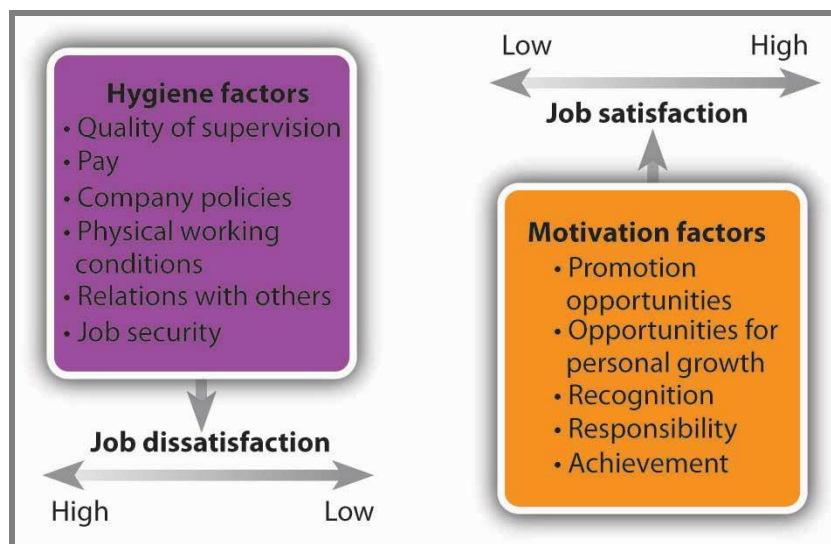 Hygiene factors
• Quality of supervision
• Pay
• Company policies
• Physical working
conditions
• Relations with others
• Job security
Job dissatisfaction
High Low
Low High
Job satisfaction
Motivation factors
• Promotion
opportunities
• Opportunities for
personal growth
• Recognition
• Responsibility
• Achievement